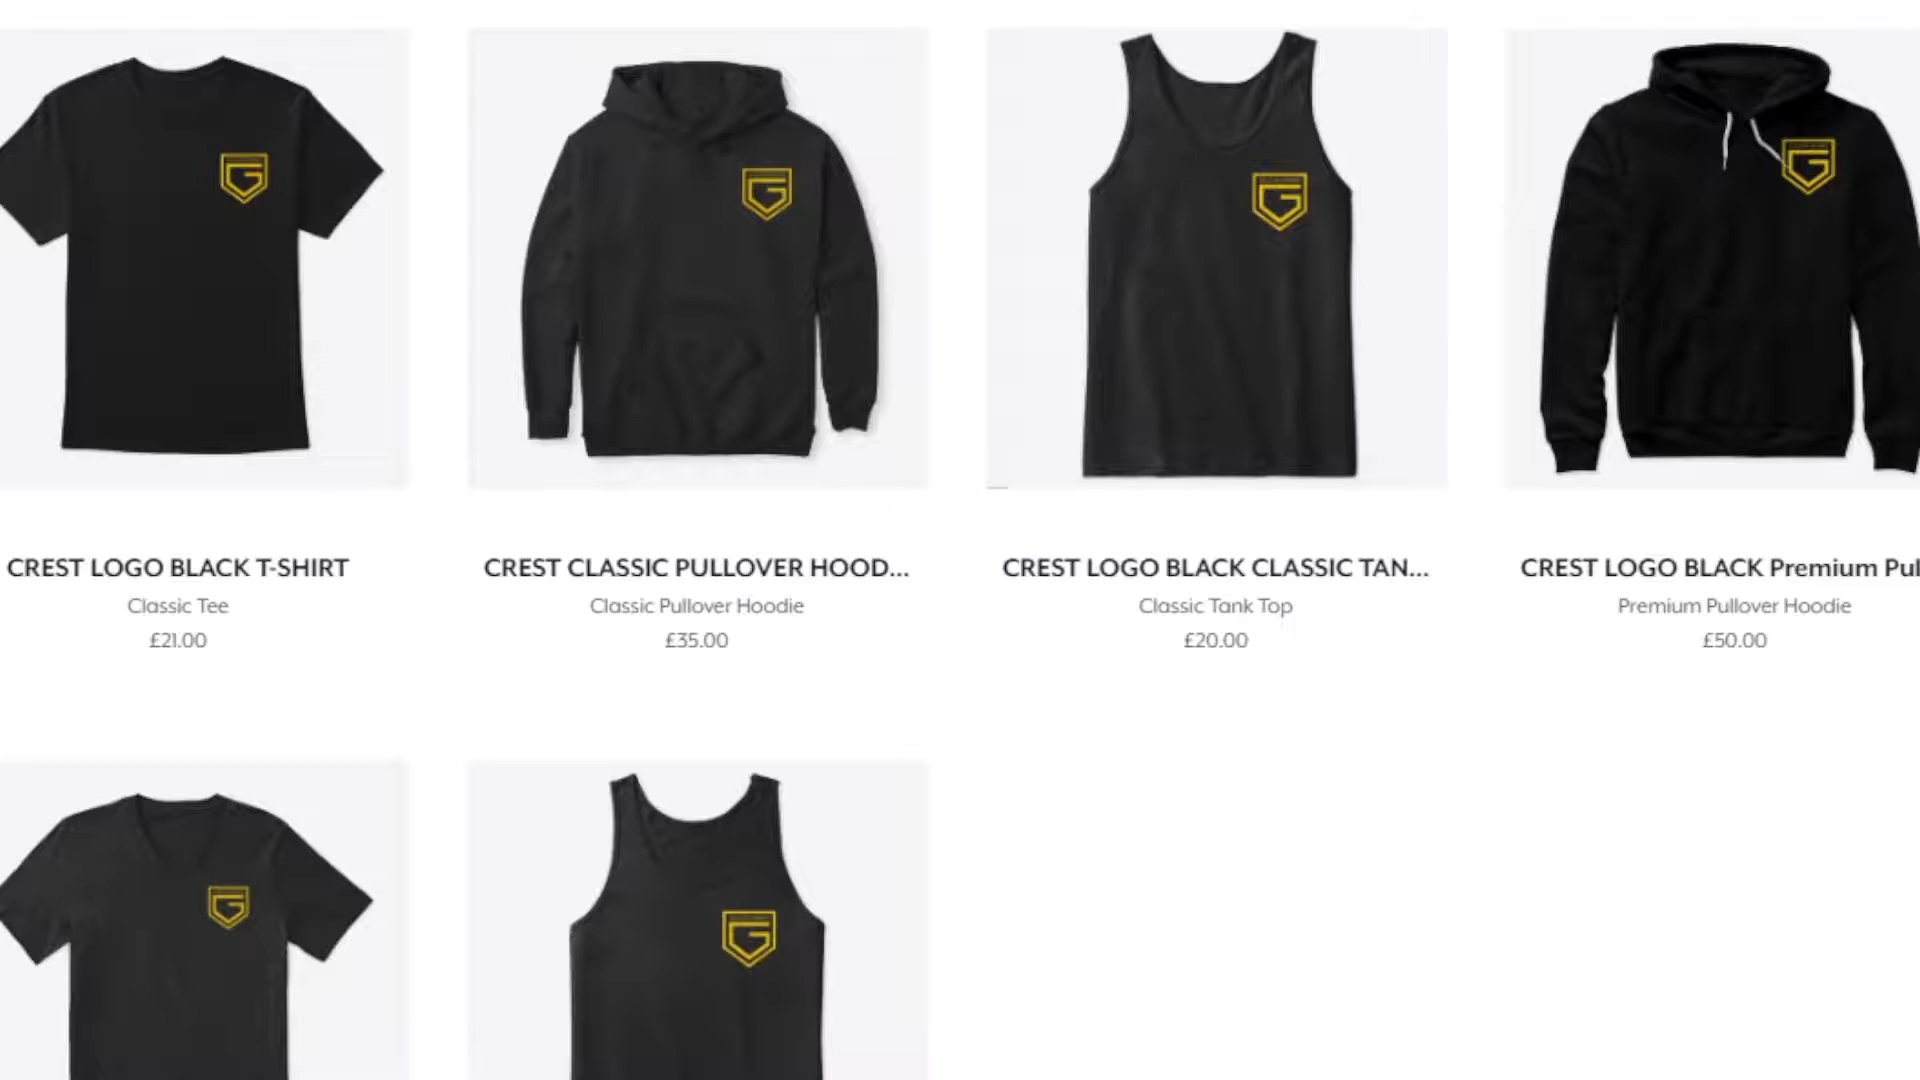 CREST LOGO BLACK T-SHIRT
Classic Tee
£21.00
CREST CLASSIC PULLOVER HOOD...
Classic Pullover Hoodie
£35.00
CREST LOGO BLACK CLASSIC TAN...
Classic Tank Top
£20.00
CREST LOGO BLACK Premium Pul
Premium Pullover Hoodie
£50.00